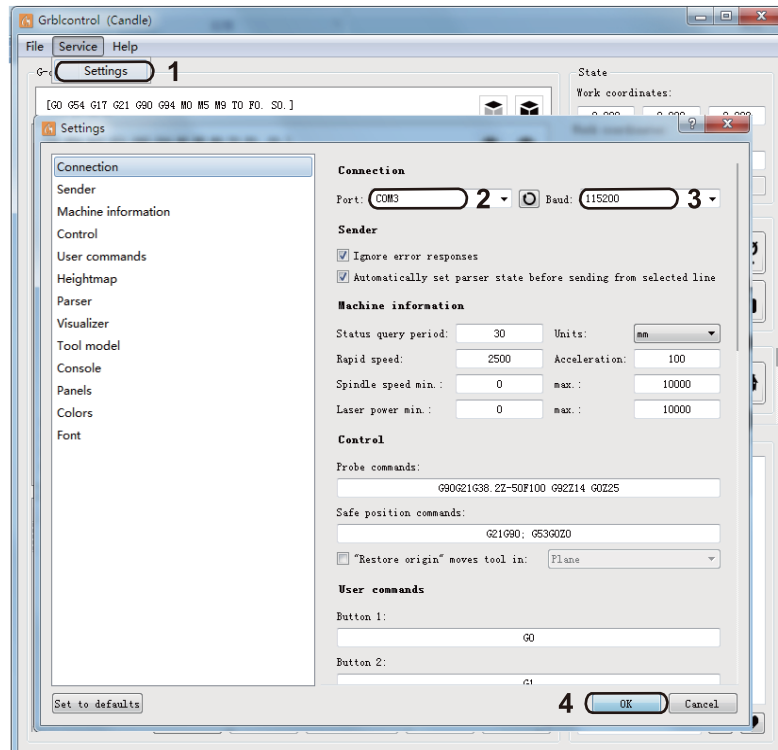 Grblcontrol (Candle)
File Service Help
Settings 1
State
Work coordinates:
[G0 G54 G17 G21 G90 G94 M0 M5 M9 T0 F0. S0.]
Settings
Connection
Sender
Machine information
Control
User commands
Heightmap
Parser
Visualizer
Tool model
Console
Panels
Colors
Font
Connection
Port: COM3 2 Baud: 115200 3
Sender
Ignore error responses
Automatically set parser state before sending from selected line
Machine information
Status query period: 30 Units: mm
Rapid speed: 2500 Acceleration: 100
Spindle speed min.: 0 max.: 10000
Laser power min.: 0 max.: 10000
Control
Probe commands:
G90G21G38.2Z-50F100 G92Z14 G0Z25
Safe position commands:
G21G90; G53G0Z0
"Restore origin" moves tool in: Plane
User commands
Button 1:
G0
Button 2:
G1
Set to defaults 4 OK Cancel